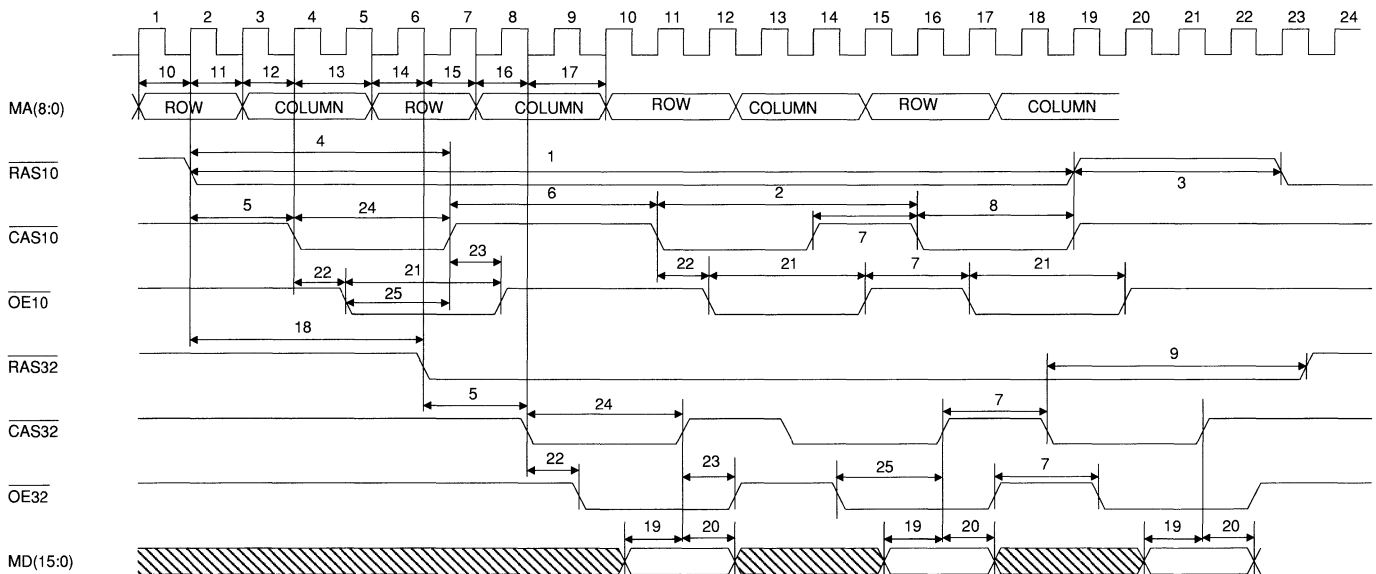 1 2 3 4 5 6 7 8 9 10 11 12 13 14 15 16 17 18 19 20 21 22 23 24
10 11 12 13 14 15 16 17
MA(8:0) ROW COLUMN ROW COLUMN ROW COLUMN ROW COLUMN
4 1
RAS10 3
6 2
5 24 8
CAS10 7
23
22 21 22 21 7 21
OE10 25
18
RAS32 9
5 24 7
CAS32
22 23 25 7
OE32
19 20 19 20 19 20
MD(15:0)